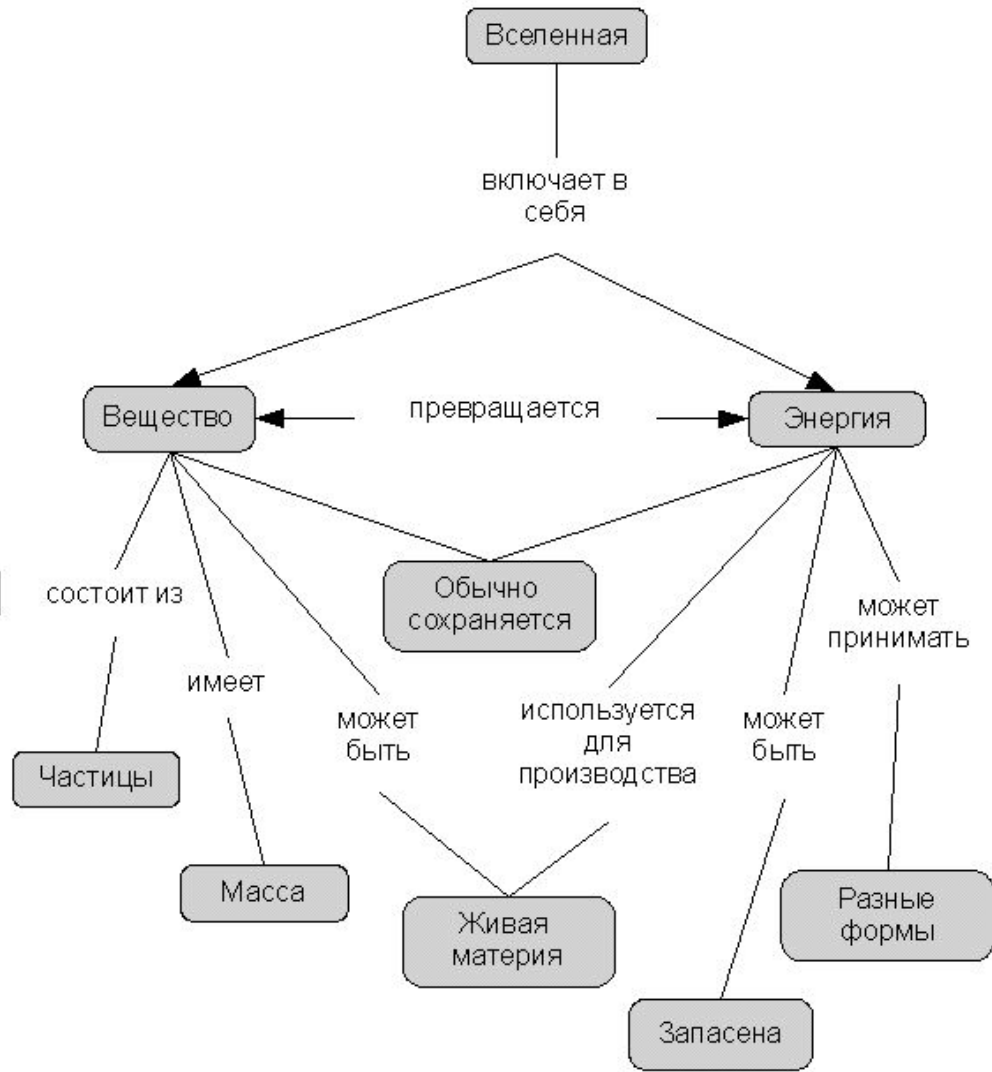 Вселенная
включает в
себя
Вещество
превращается
Энергия
состоит из
Обычно
сохраняется
может
принимать
имеет
может
быть
используется
для
производства
может
быть
Частицы
Масса
Живая
материя
Разные
формы
Запасена